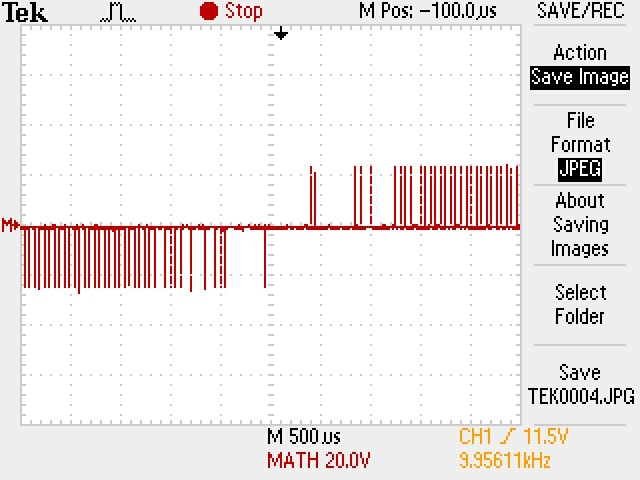 Tek
Stop
M Pos: -100.0µs
SAVE/REC
Action
Save Image
File
Format
JPEG
About
Saving
Images
Select
Folder
Save
TEK0004.JPG
M
M 500µs
CH1 11.5V
MATH 20.0V
9.95611kHz